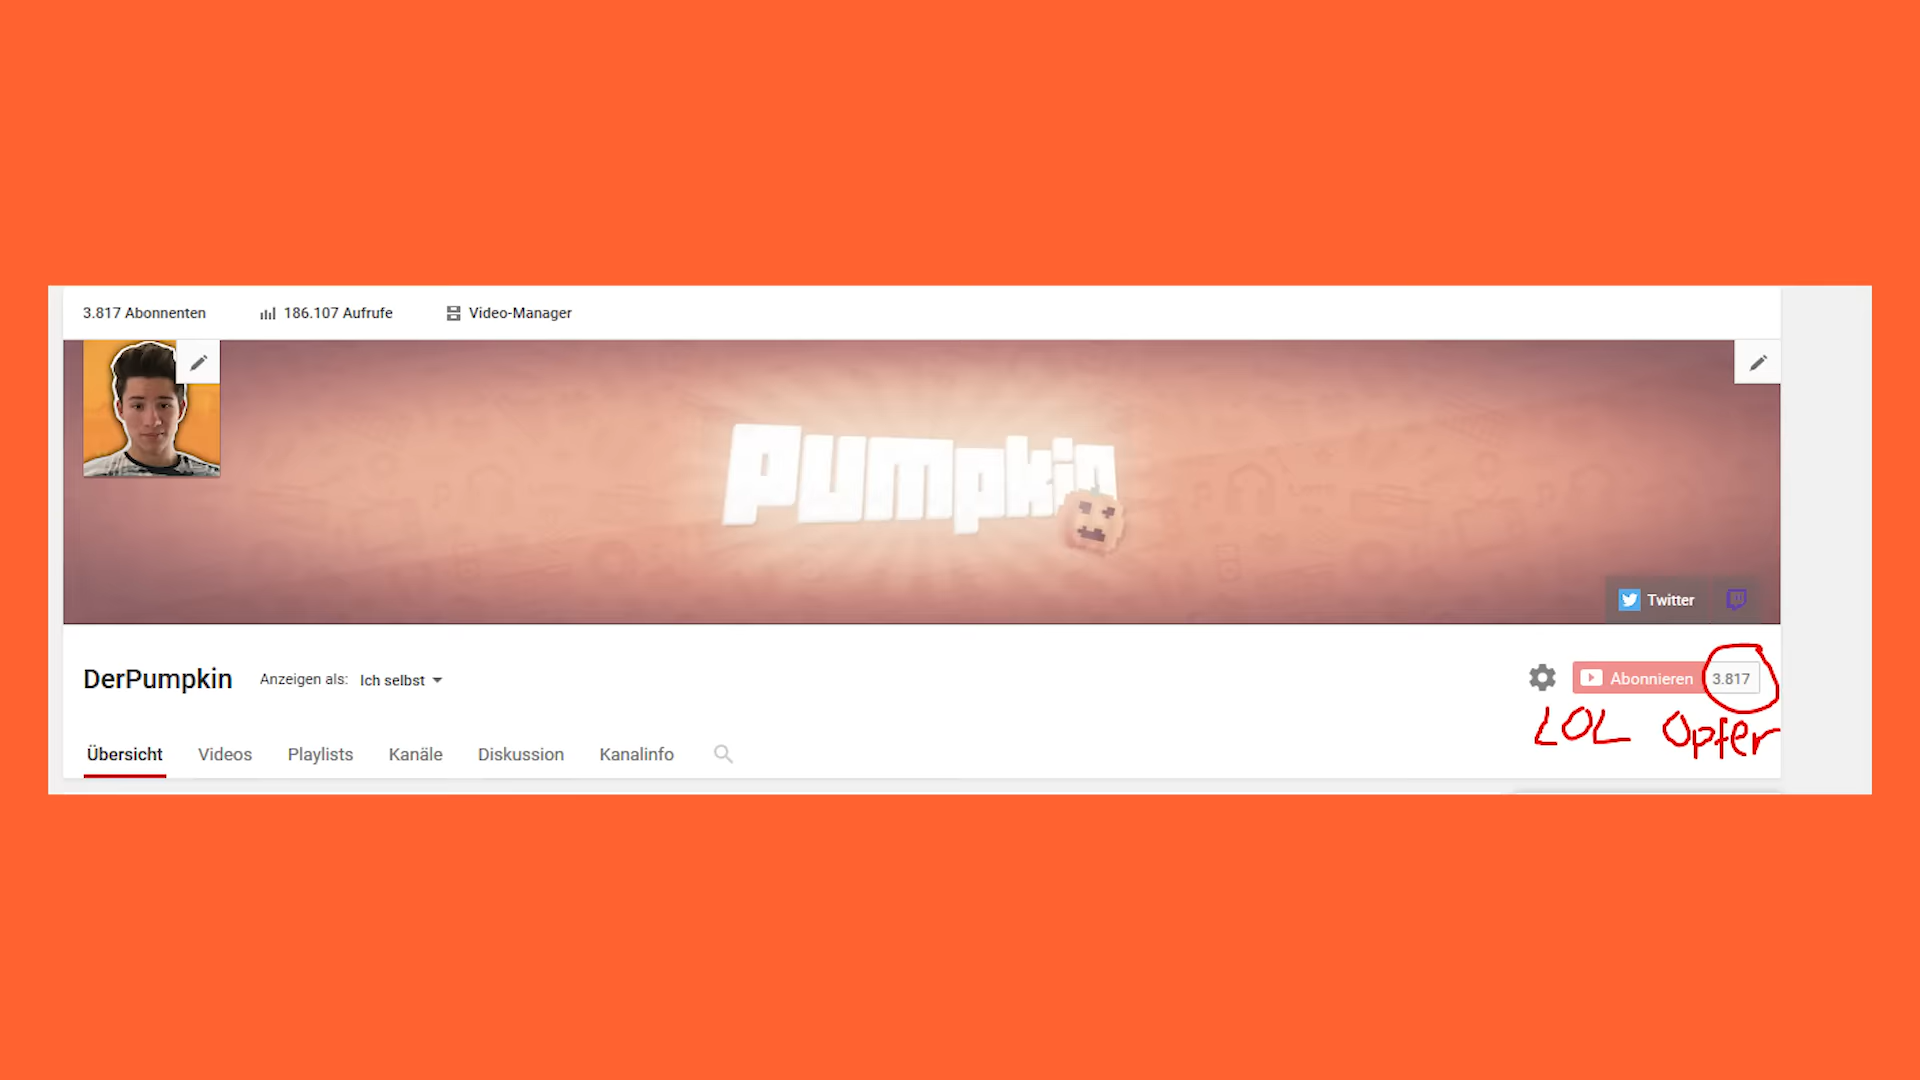 3.817 Abonnenten 186.107 Aufrufe Video-Manager
Pumpkin
Twitter
DerPumpkin Anzeigen als: Ich selbst Abonnieren 3.817
LOL Opfer
Übersicht Videos Playlists Kanäle Diskussion Kanalinfo